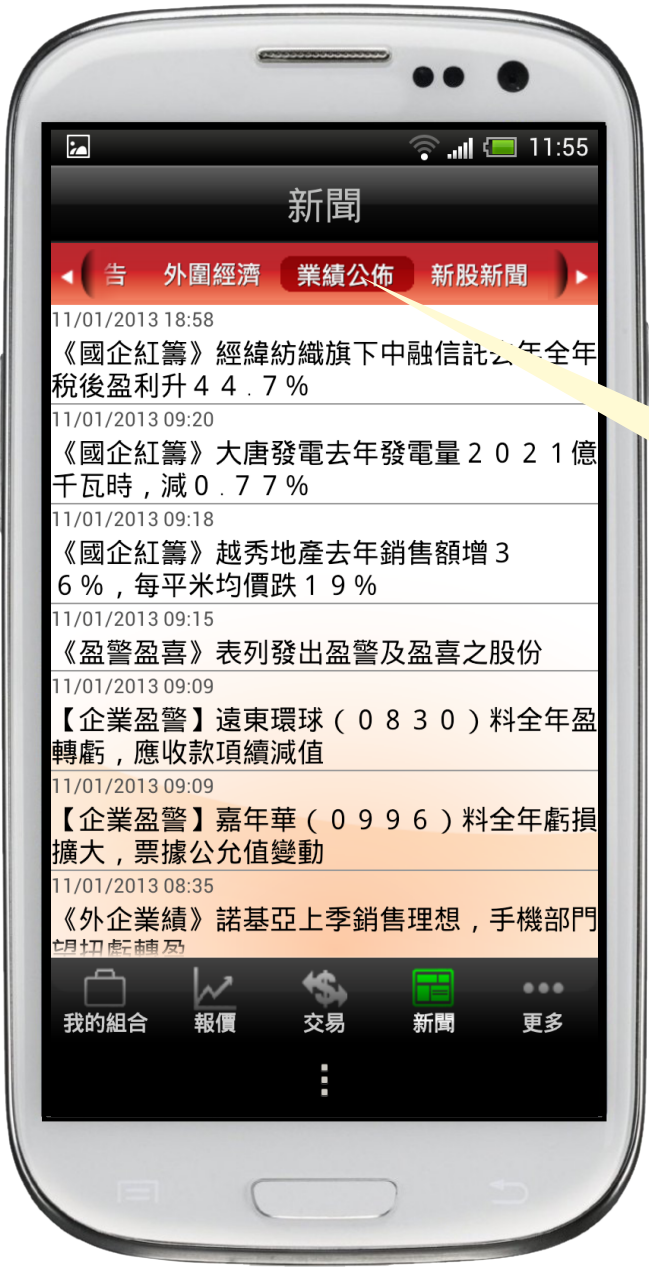 11:55
新聞
告 外圍經濟 業績公佈 新股新聞
11/01/2013 18:58
《國企紅籌》經緯紡織旗下中融信託去年全年
稅後盈利升４４．７％
11/01/2013 09:20
《國企紅籌》大唐發電去年發電量２０２１億
千瓦時，減０．７７％
11/01/2013 09:18
《國企紅籌》越秀地產去年銷售額增３
６％，每平米均價跌１９％
11/01/2013 09:15
《盈警盈喜》表列發出盈警及盈喜之股份
11/01/2013 09:09
【企業盈警】遠東環球（０８３０）料全年盈
轉虧，應收款項續減值
11/01/2013 09:09
【企業盈警】嘉年華（０９９６）料全年虧損
擴大，票據公允值變動
11/01/2013 08:35
《外企業績》諾基亞上季銷售理想，手機部門
望扭虧轉盈
我的組合 報價 交易 新聞 更多